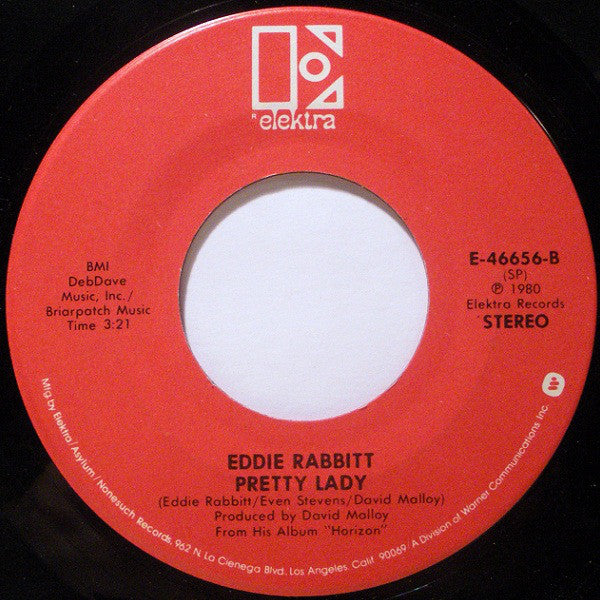 ® elektra
BMI
DebDave
Music, Inc./
Briarpatch Music
Time 3:21
E-46656-B
(SP)
℗ 1980
Elektra Records
STEREO
EDDIE RABBITT
PRETTY LADY
(Eddie Rabbitt/Even Stevens/David Malloy)
Produced by David Malloy
From His Album "Horizon"
Mfg by Elektra/Asylum/Nonesuch Records, 962 N. La Cienega Blvd. Los Angeles, Calif. 90069/A Division of Warner Communications Inc